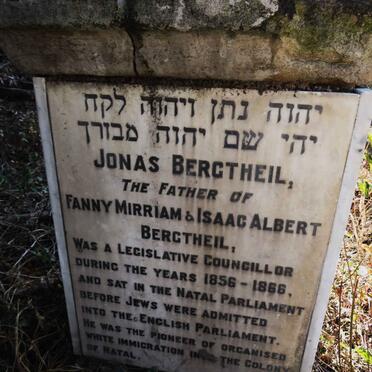 יהוה נתן ויהוה לקח
יהי שם יהוה מבורך
JONAS BERGTHEIL,
THE FATHER OF
FANNY MIRRIAM & ISAAC ALBERT
BERGTHEIL,
WAS A LEGISLATIVE COUNCILLOR
DURING THE YEARS 1856-1866,
AND SAT IN THE NATAL PARLIAMENT
BEFORE JEWS WERE ADMITTED
INTO THE ENGLISH PARLIAMENT.
HE WAS THE PIONEER OF ORGANISED
WHITE IMMIGRATION INTO THE COLONY
OF NATAL.